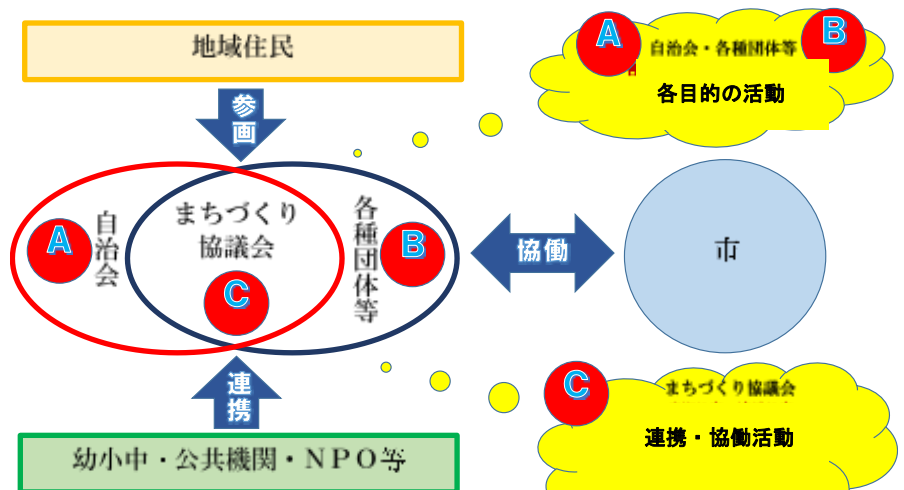 地域住民
参画
A
自治会・各種団体等
B
各目的の活動
A
自治会
まちづくり
協議会
C
各種団体等
B
協働
市
連携
C
まちづくり協議会
連携・協働活動
幼小中・公共機関・NPO等